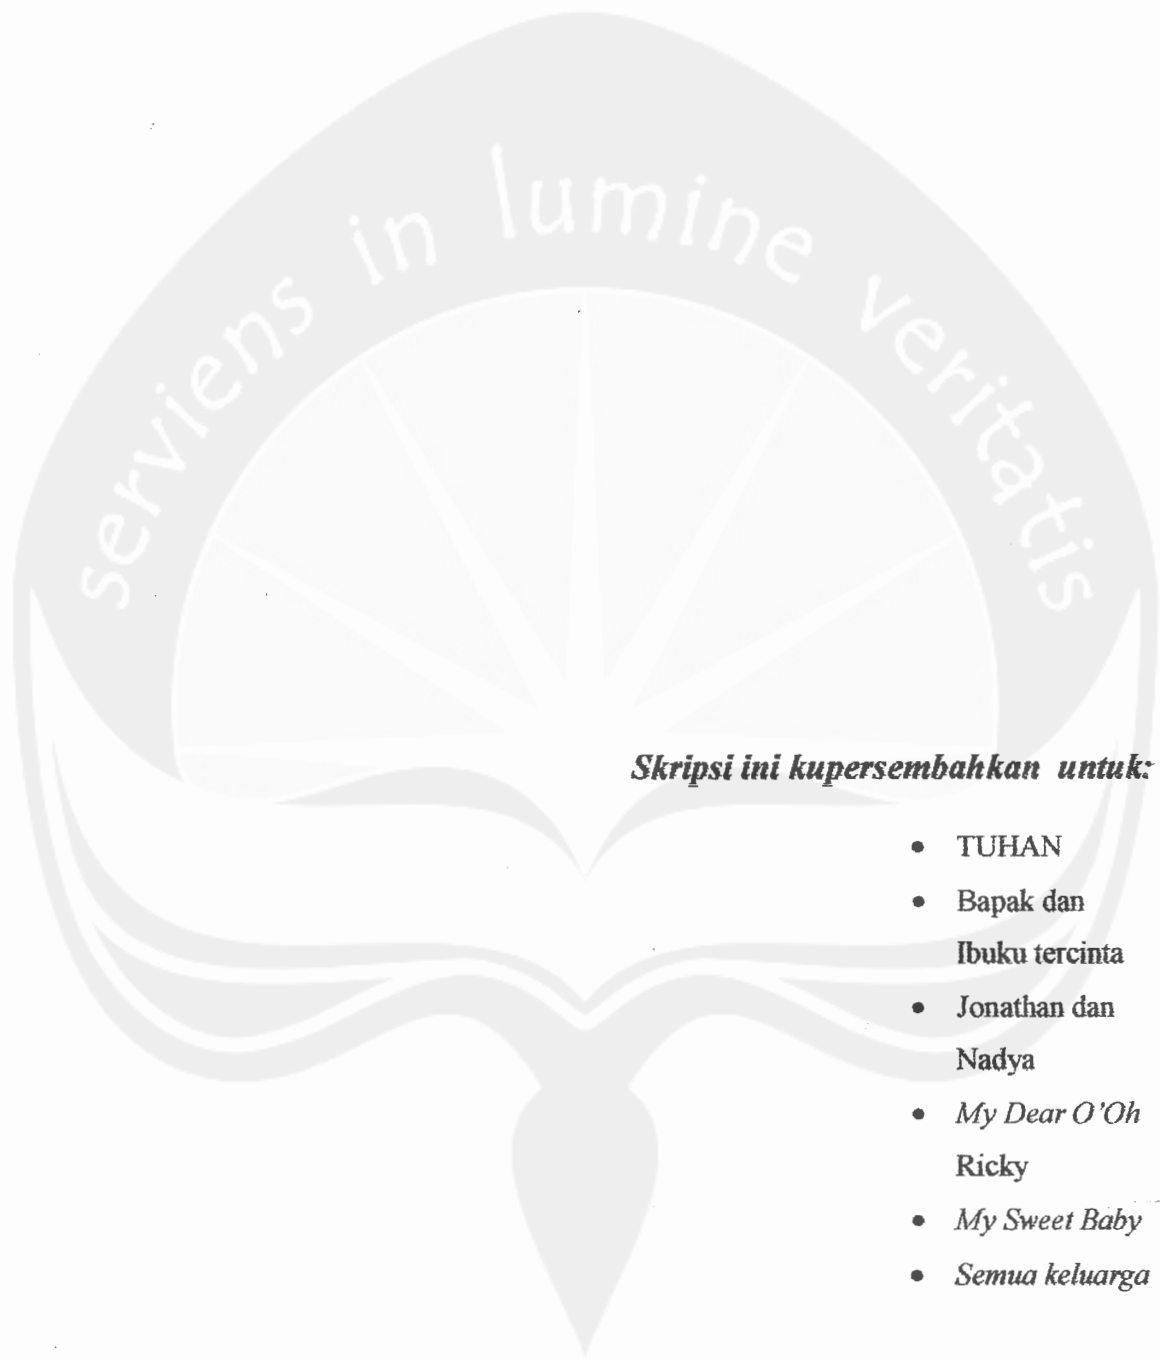 serviens in lumine veritatis
Skripsi ini kupersembahkan untuk:
• TUHAN
• Bapak dan
Ibuku tercinta
• Jonathan dan
Nadya
• My Dear O'Oh
Ricky
• My Sweet Baby
• Semua keluarga